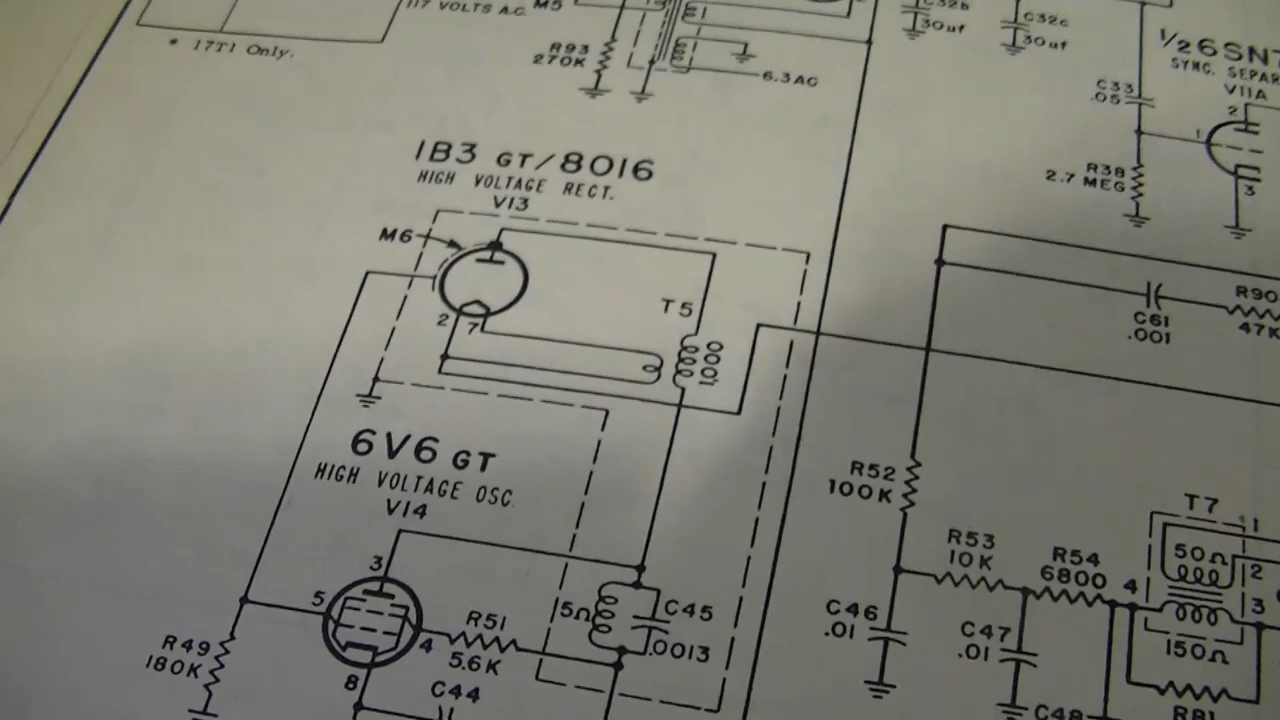 117 VOLTS A.C.
M5
* 17T1 Only.
R93
270K
6.3AC
C32b
30uf
C32c
30uf
1/26SN
SYNC. SEPAR
V11A
C33
.05
2
1
3
R38
2.7 MEG
1B3 GT/8016
HIGH VOLTAGE RECT.
V13
M6
2
7
T5
C61
.001
R90
47K
6V6 GT
HIGH VOLTAGE OSC.
V14
3
5
4
8
R49
180K
R51
5.6K
C44
5Ω
C45
.0013
R52
100K
R53
10K
R54
6800
C46
.01
C47
.01
C48
T7
1
50Ω
2
4
3
150Ω
R81